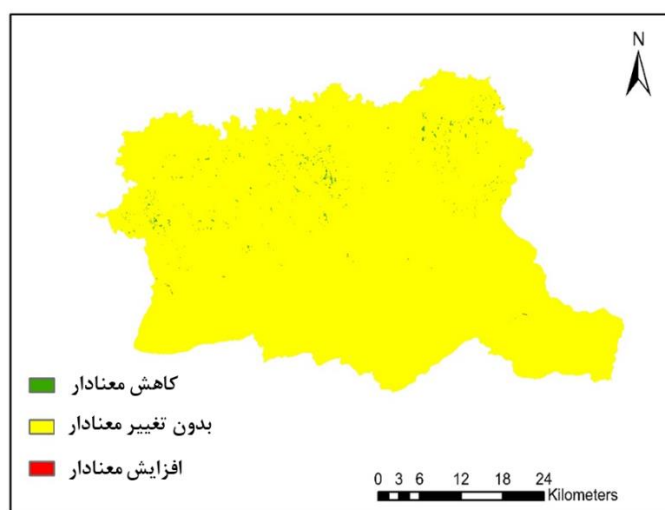 N
کاهش معنادار
بدون تغییر معنادار
افزایش معنادار
0 3 6 12 18 24
Kilometers